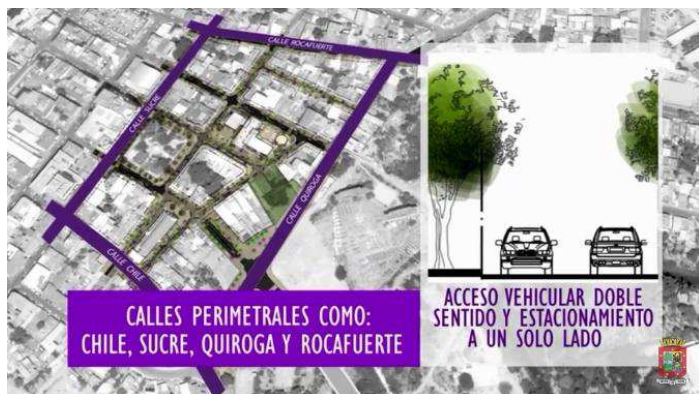 CALLE ROCAFUERTE
CALLE SUCRE
CALLE QUIROGA
CALLE CHILE
CALLES PERIMETRALES COMO:
CHILE, SUCRE, QUIROGA Y ROCAFUERTE
ACCESO VEHICULAR DOBLE
SENTIDO Y ESTACIONAMIENTO
A UN SOLO LADO